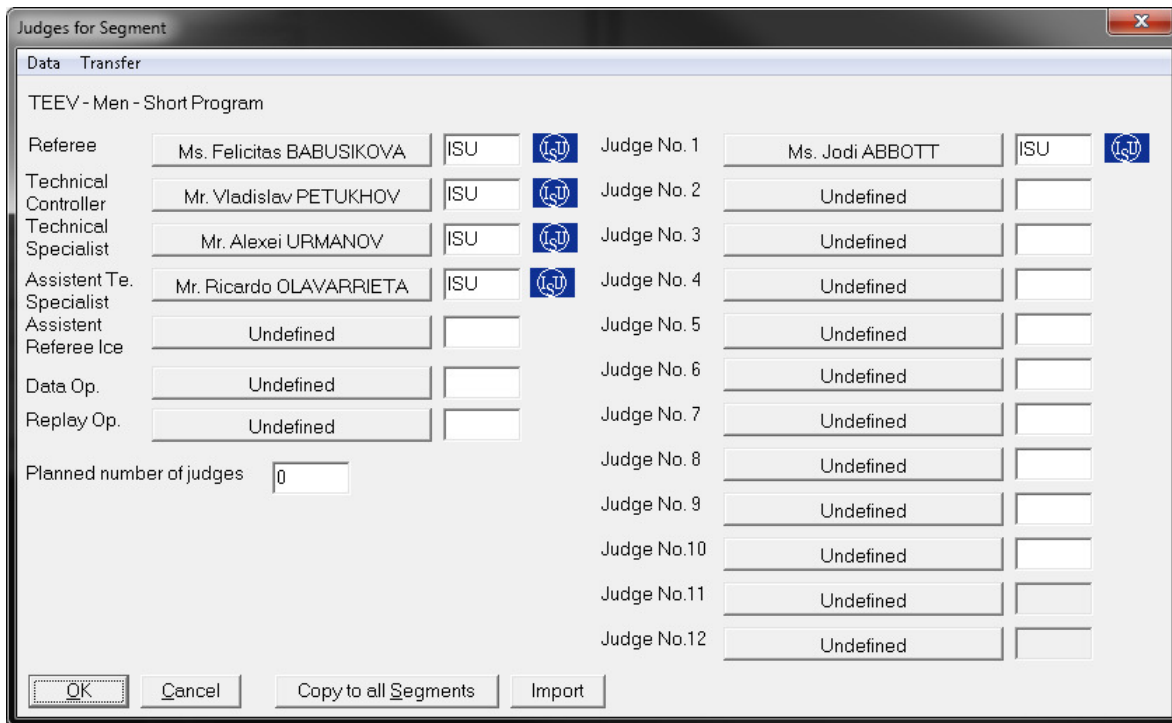 Judges for Segment
x
Data Transfer
TEEV - Men - Short Program
Referee
Ms. Felicitas BABUSIKOVA
ISU
ISU
Technical
Controller
Mr. Vladislav PETUKHOV
ISU
ISU
Technical
Specialist
Mr. Alexei URMANOV
ISU
ISU
Assistent Te.
Specialist
Mr. Ricardo OLAVARRIETA
ISU
ISU
Assistent
Referee Ice
Undefined
Data Op.
Undefined
Replay Op.
Undefined
Planned number of judges
0
Judge No. 1
Ms. Jodi ABBOTT
ISU
ISU
Judge No. 2
Undefined
Judge No. 3
Undefined
Judge No. 4
Undefined
Judge No. 5
Undefined
Judge No. 6
Undefined
Judge No. 7
Undefined
Judge No. 8
Undefined
Judge No. 9
Undefined
Judge No.10
Undefined
Judge No.11
Undefined
Judge No.12
Undefined
OK
Cancel
Copy to all Segments
Import